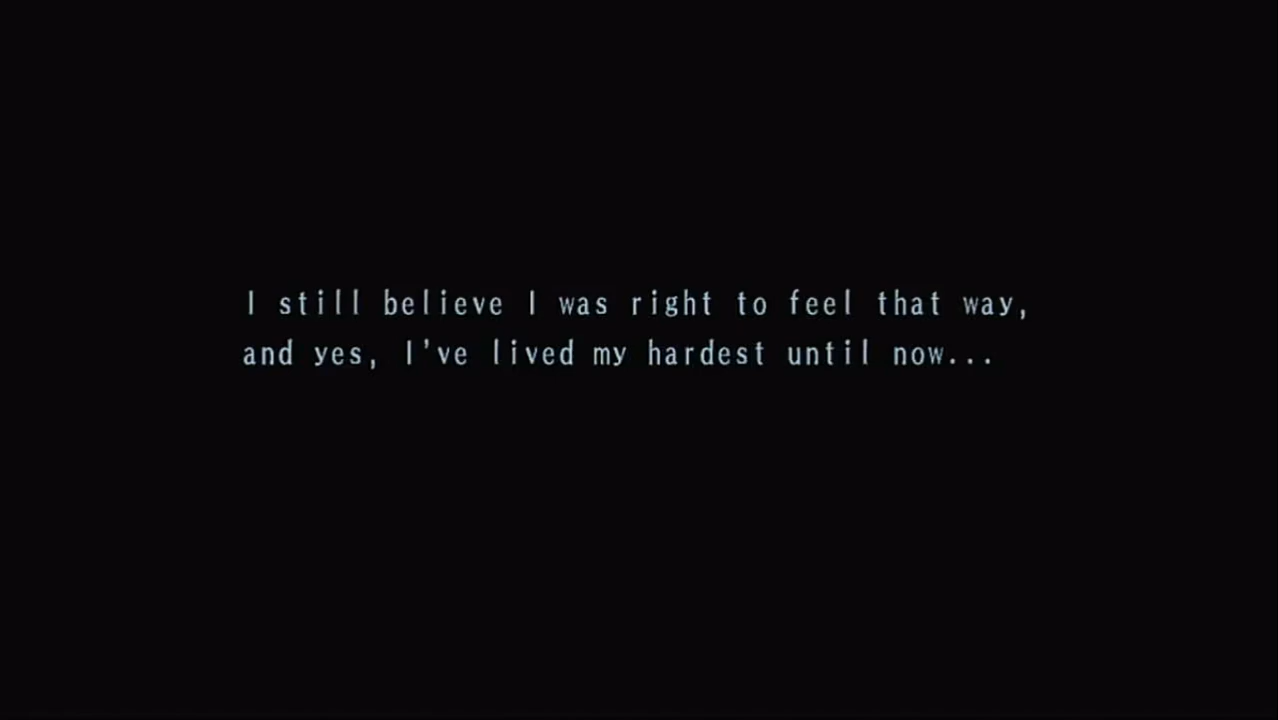 I still believe I was right to feel that way,
and yes, I've lived my hardest until now...